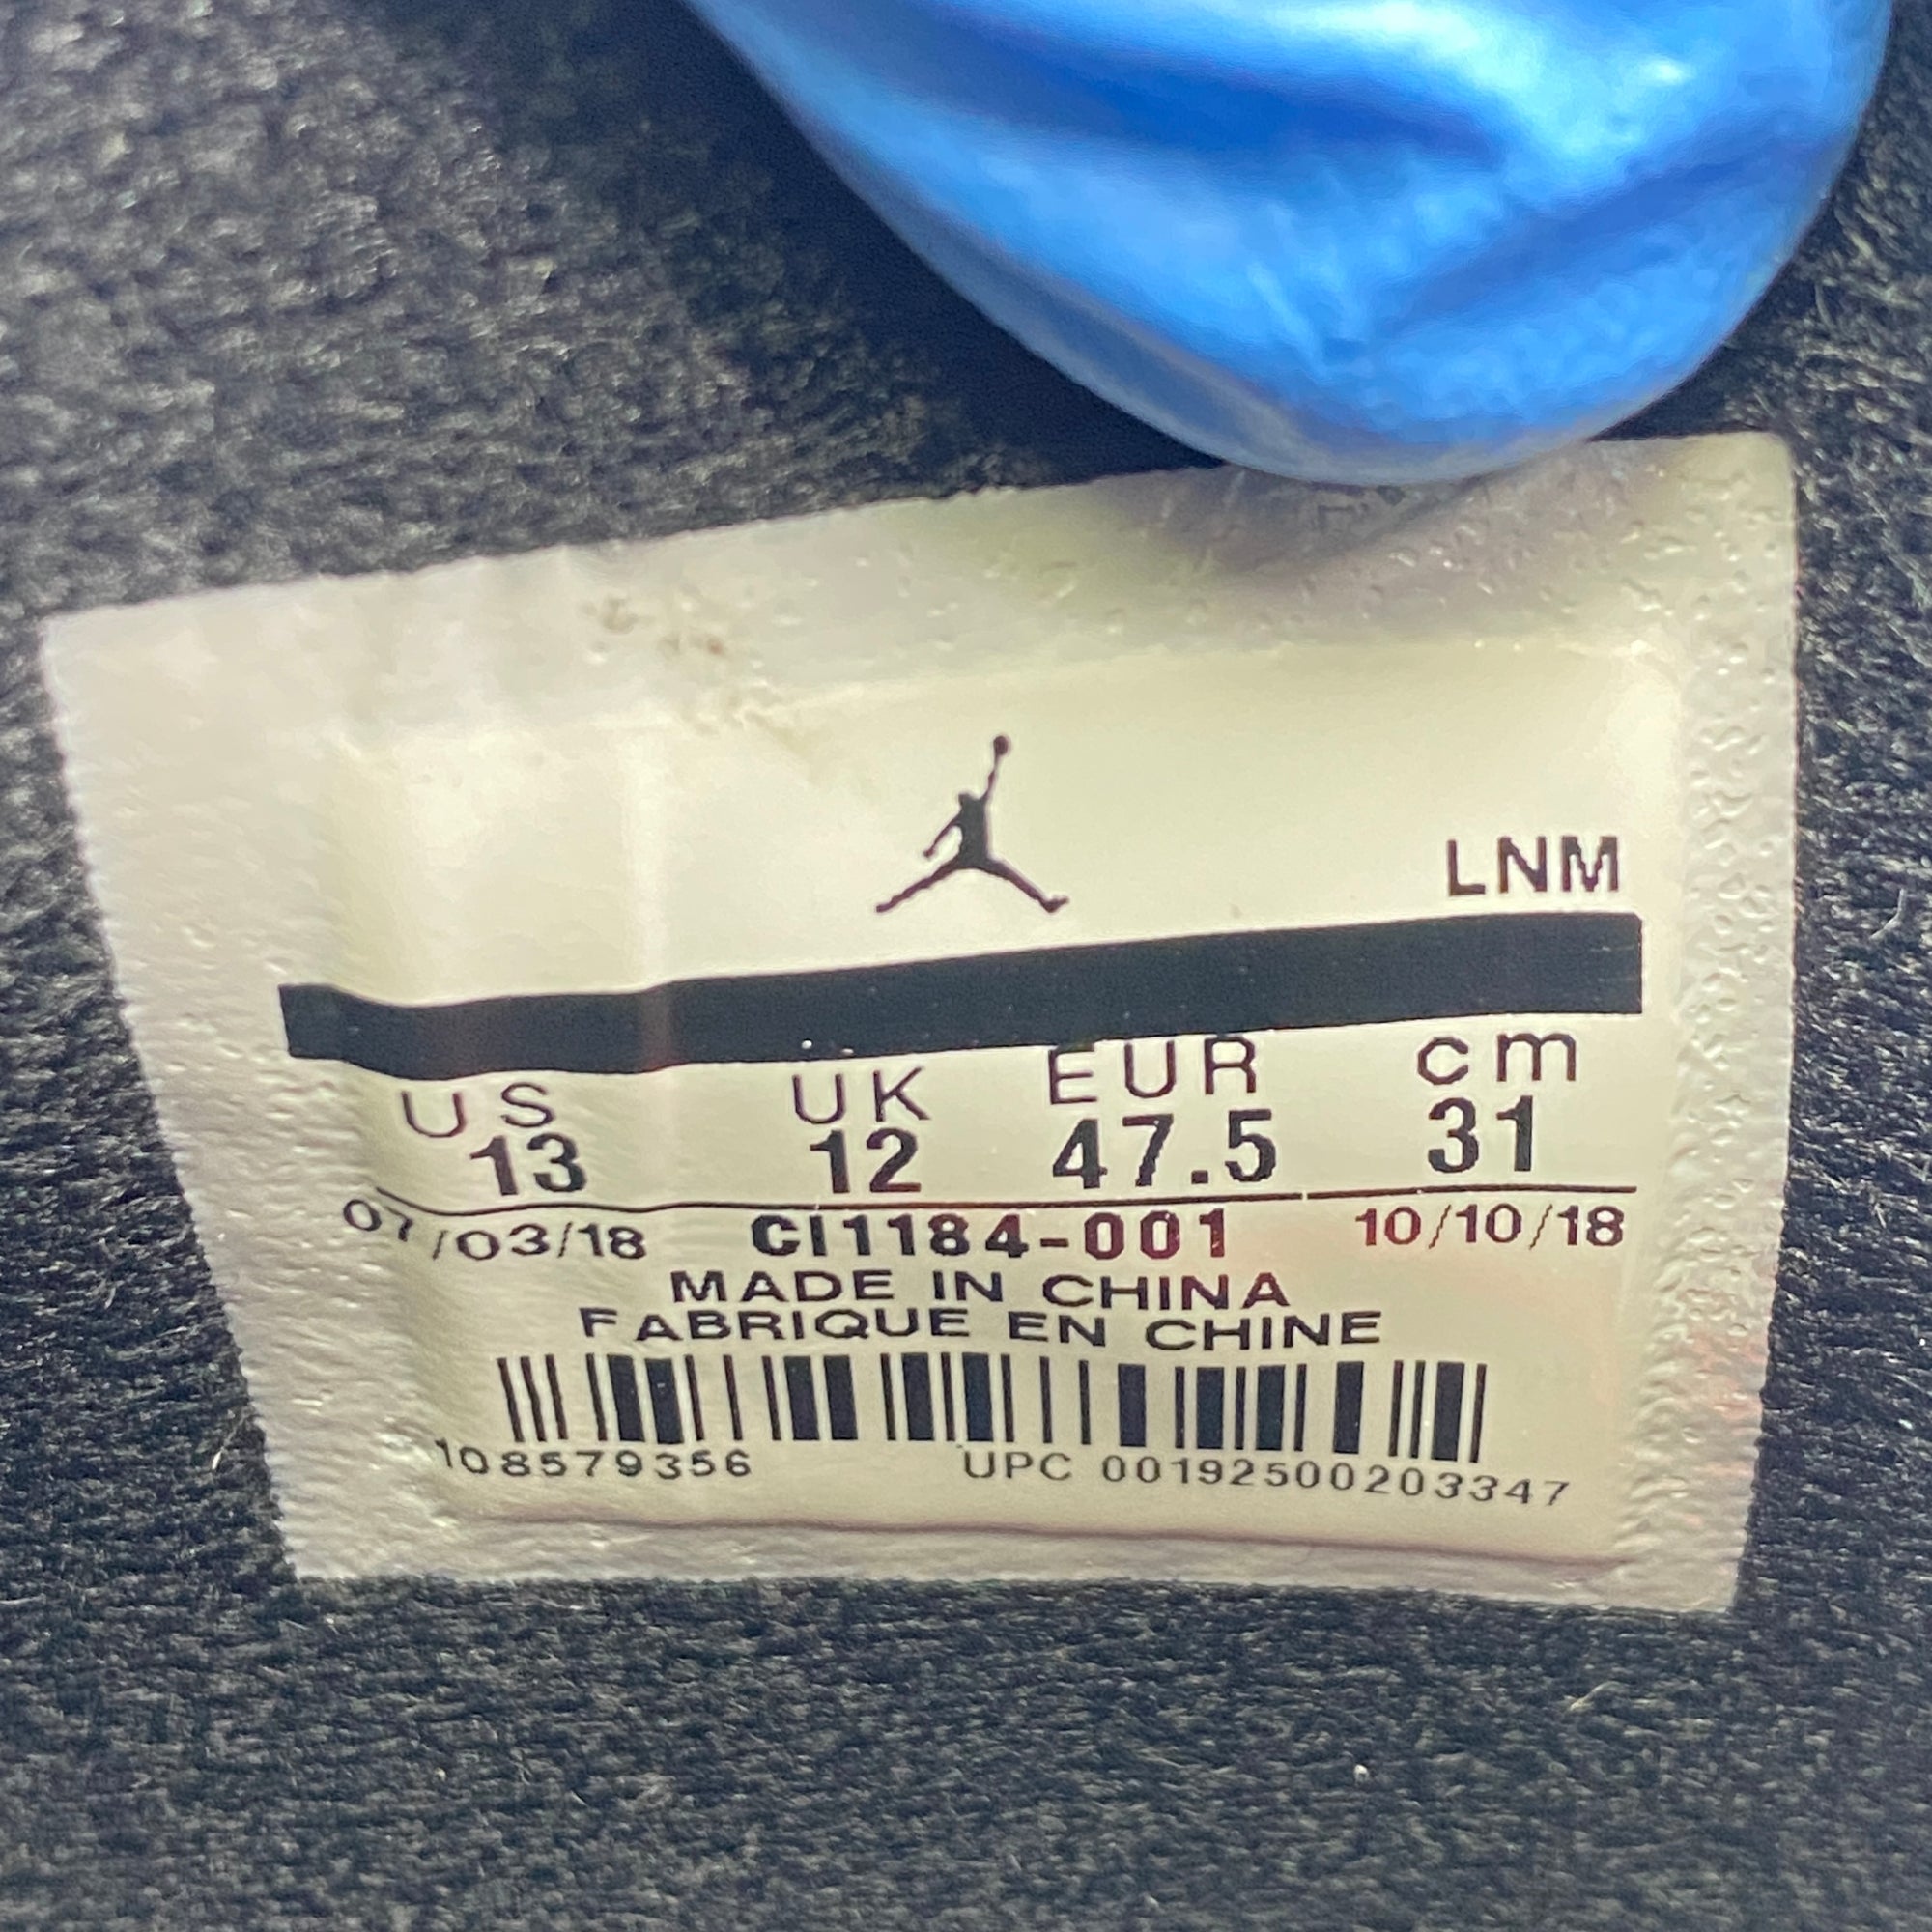 LNM
US UK EUR cm
13 12 47.5 31
07/03/18 CI1184-001 10/10/18
MADE IN CHINA
FABRIQUE EN CHINE
108579356 UPC 00192500203347